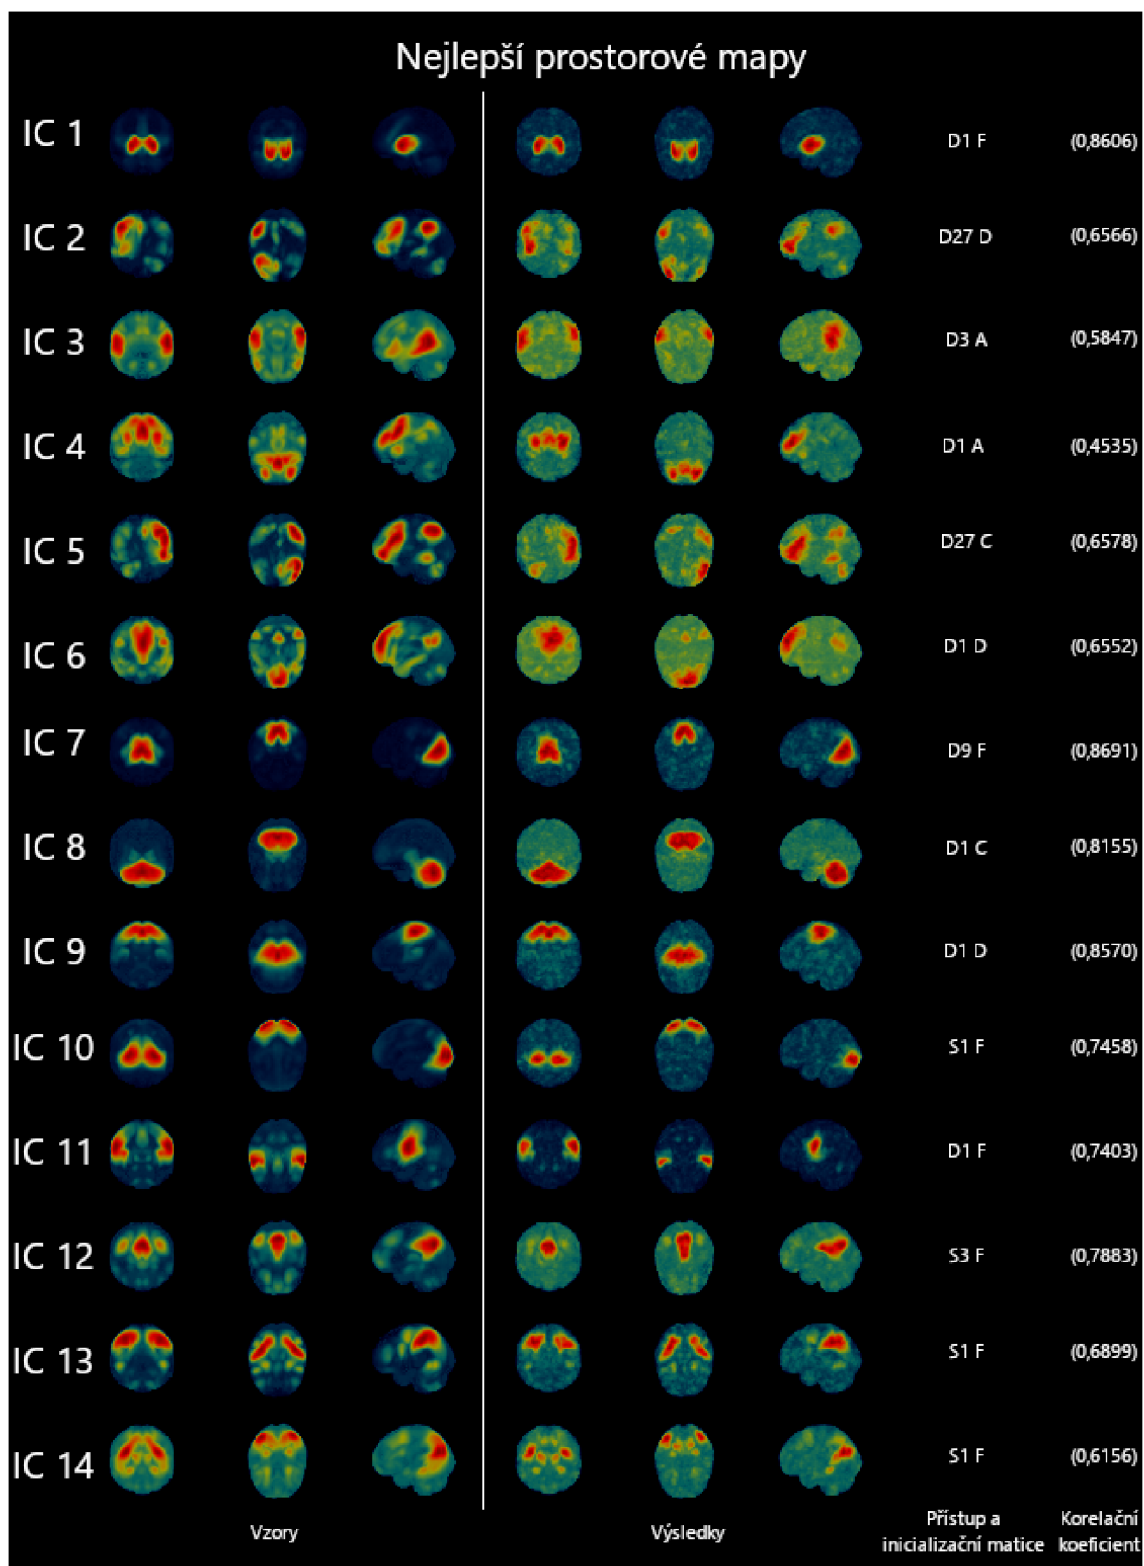 Nejlepší prostorové mapy
IC 1 D1 F (0,8606)
IC 2 D27 D (0,6566)
IC 3 D3 A (0,5847)
IC 4 D1 A (0,4535)
IC 5 D27 C (0,6578)
IC 6 D1 D (0,6552)
IC 7 D9 F (0,8691)
IC 8 D1 C (0,8155)
IC 9 D1 D (0,8570)
IC 10 S1 F (0,7458)
IC 11 D1 F (0,7403)
IC 12 S3 F (0,7883)
IC 13 S1 F (0,6899)
IC 14 S1 F (0,6156)
Vzory
Výsledky
Přístup a
inicializační matice
Korelační
koeficient